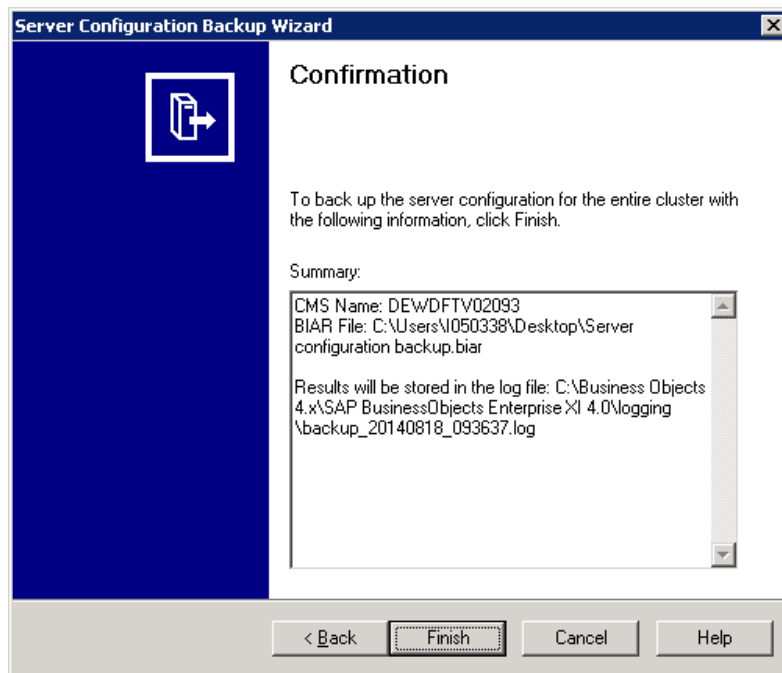 Server Configuration Backup Wizard
Confirmation
To back up the server configuration for the entire cluster with
the following information, click Finish.
Summary:
CMS Name: DEWDFTV02093
BIAR File: C:\Users\I050338\Desktop\Server
configuration backup.biar
Results will be stored in the log file: C:\Business Objects
4.x\SAP BusinessObjects Enterprise XI 4.0\logging
\backup_20140818_093637.log
< Back
Finish
Cancel
Help